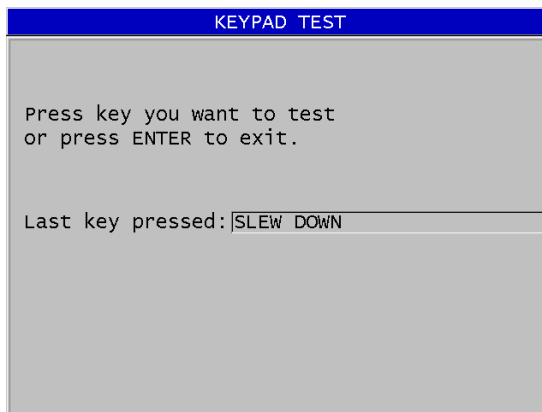 KEYPAD TEST
Press key you want to test
or press ENTER to exit.
Last key pressed: SLEW DOWN